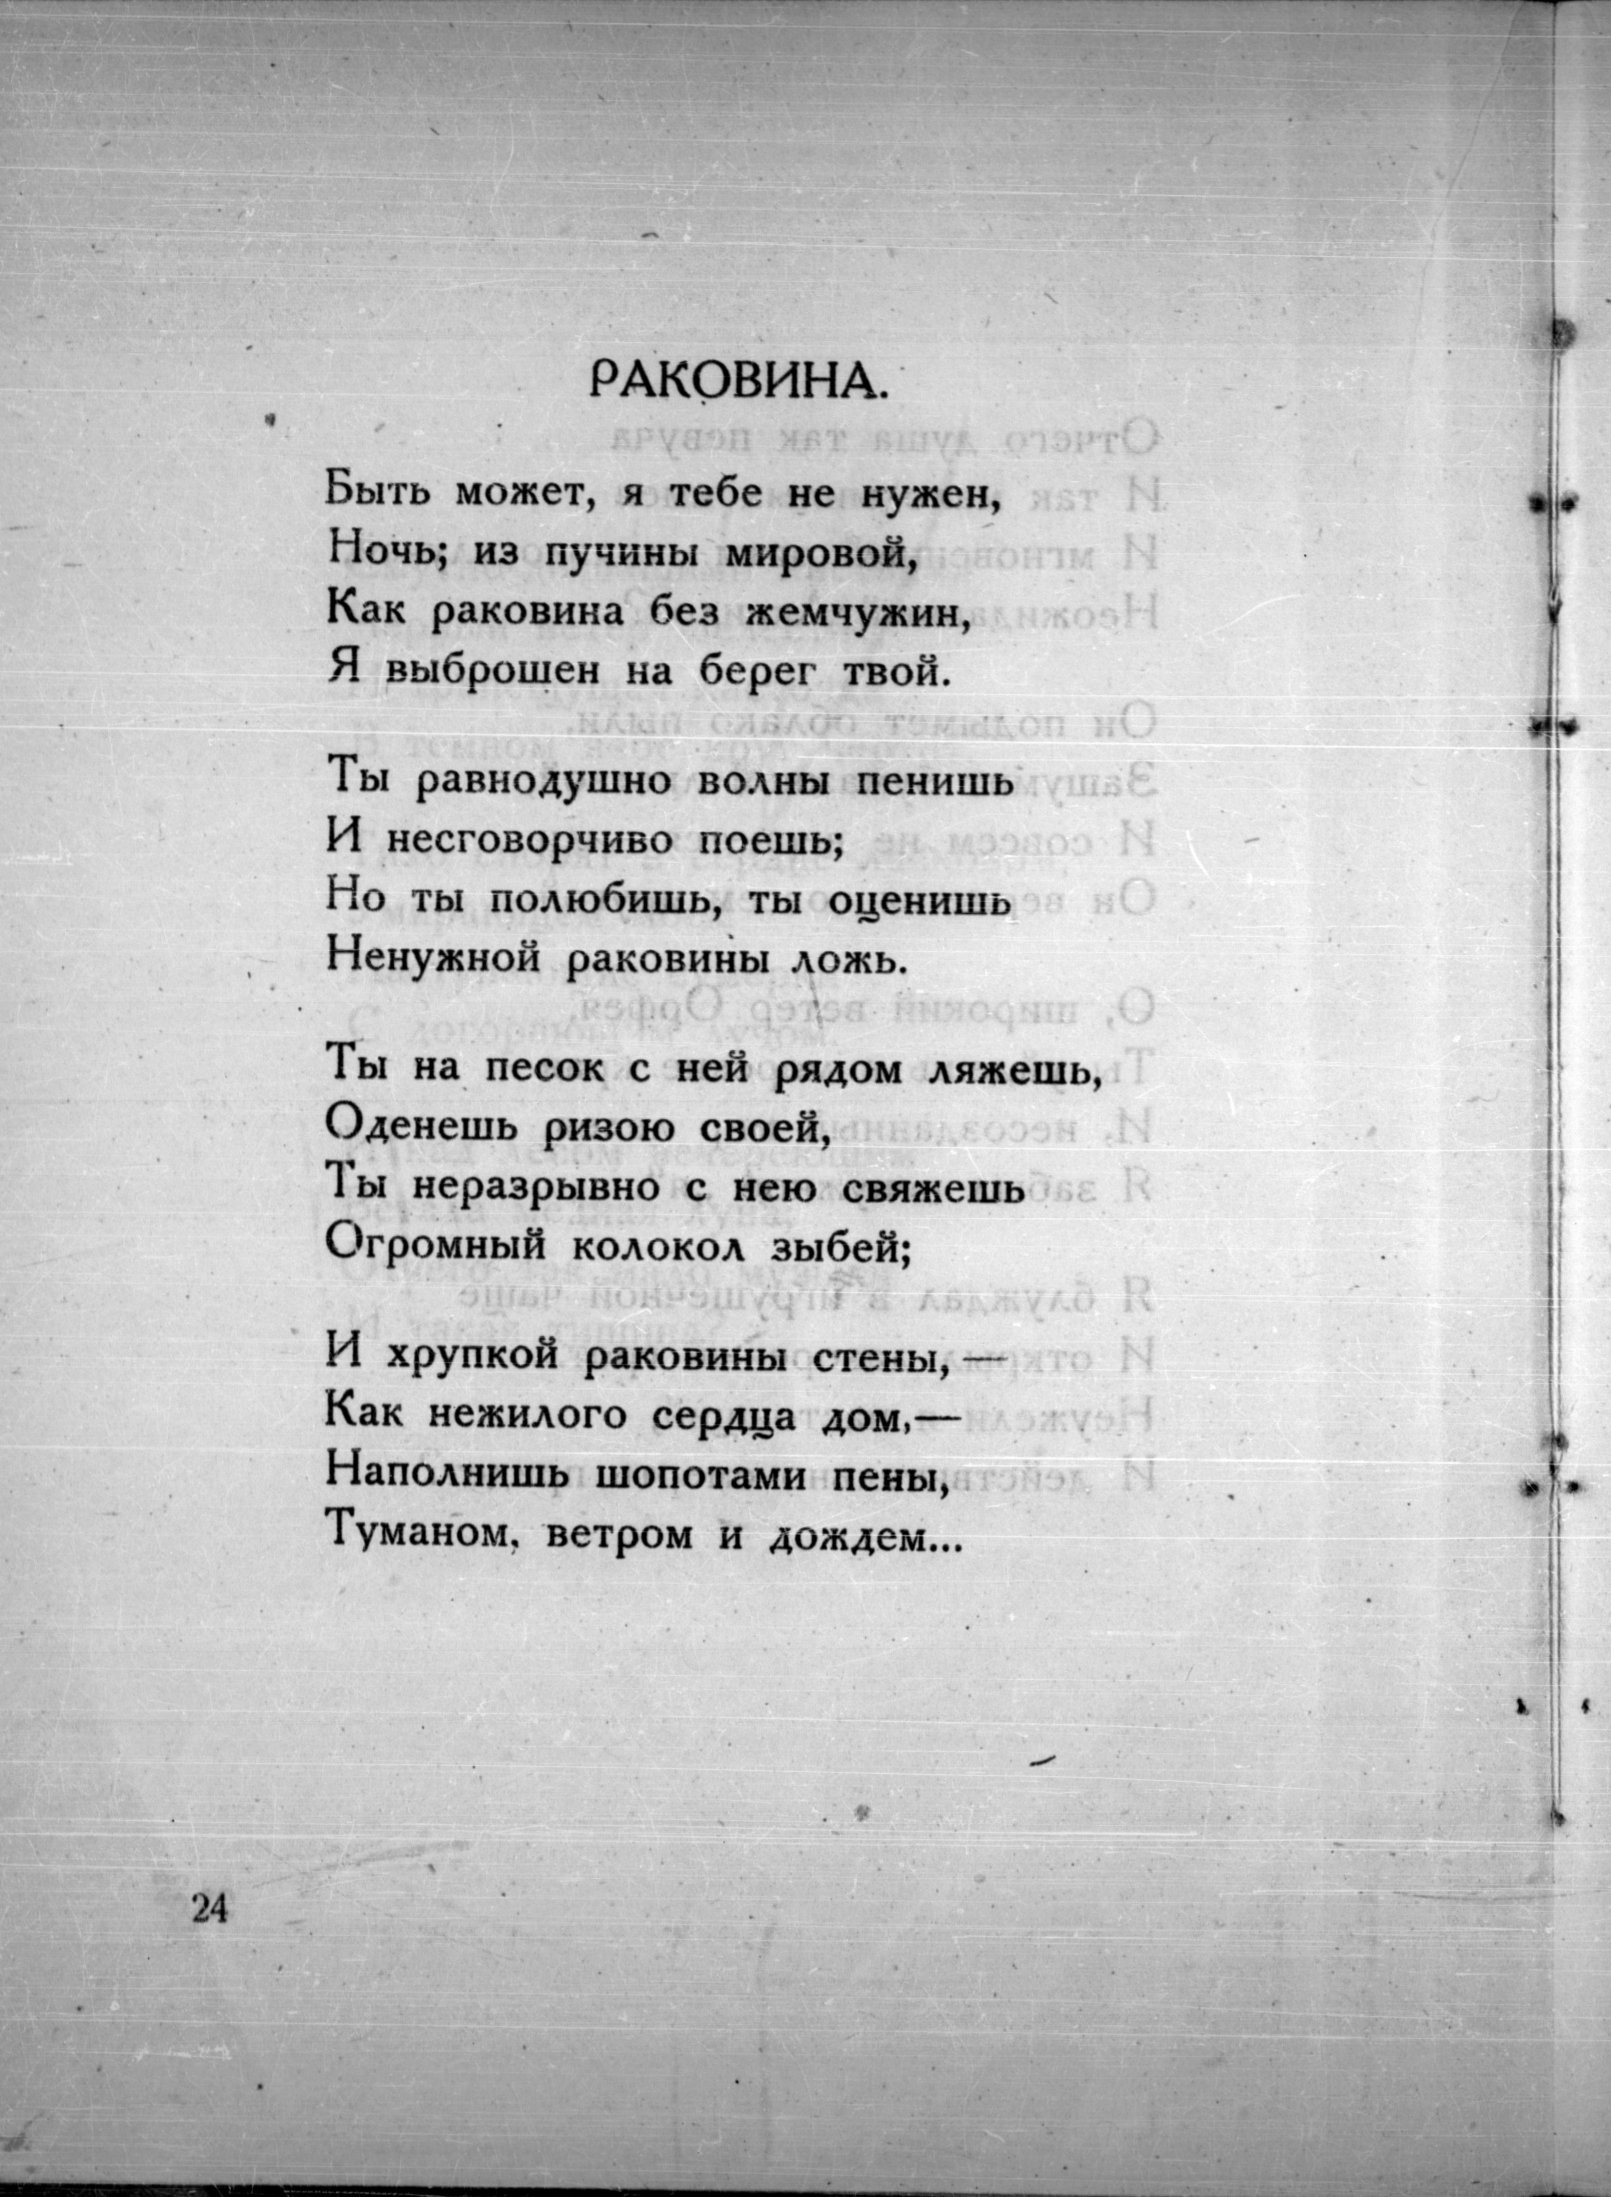 РАКОВИНА.
Быть может, я тебе не нужен,
Ночь; из пучины мировой,
Как раковина без жемчужин,
Я выброшен на берег твой.
Ты равнодушно волны пенишь
И несговорчиво поешь;
Но ты полюбишь, ты оценишь
Ненужной раковины ложь.
Ты на песок с ней рядом ляжешь,
Оденешь ризою своей,
Ты неразрывно с нею свяжешь
Огромный колокол зыбей;
И хрупкой раковины стены, —
Как нежилого сердца дом,—
Наполнишь шопотами пены,
Туманом, ветром и дождем...
24